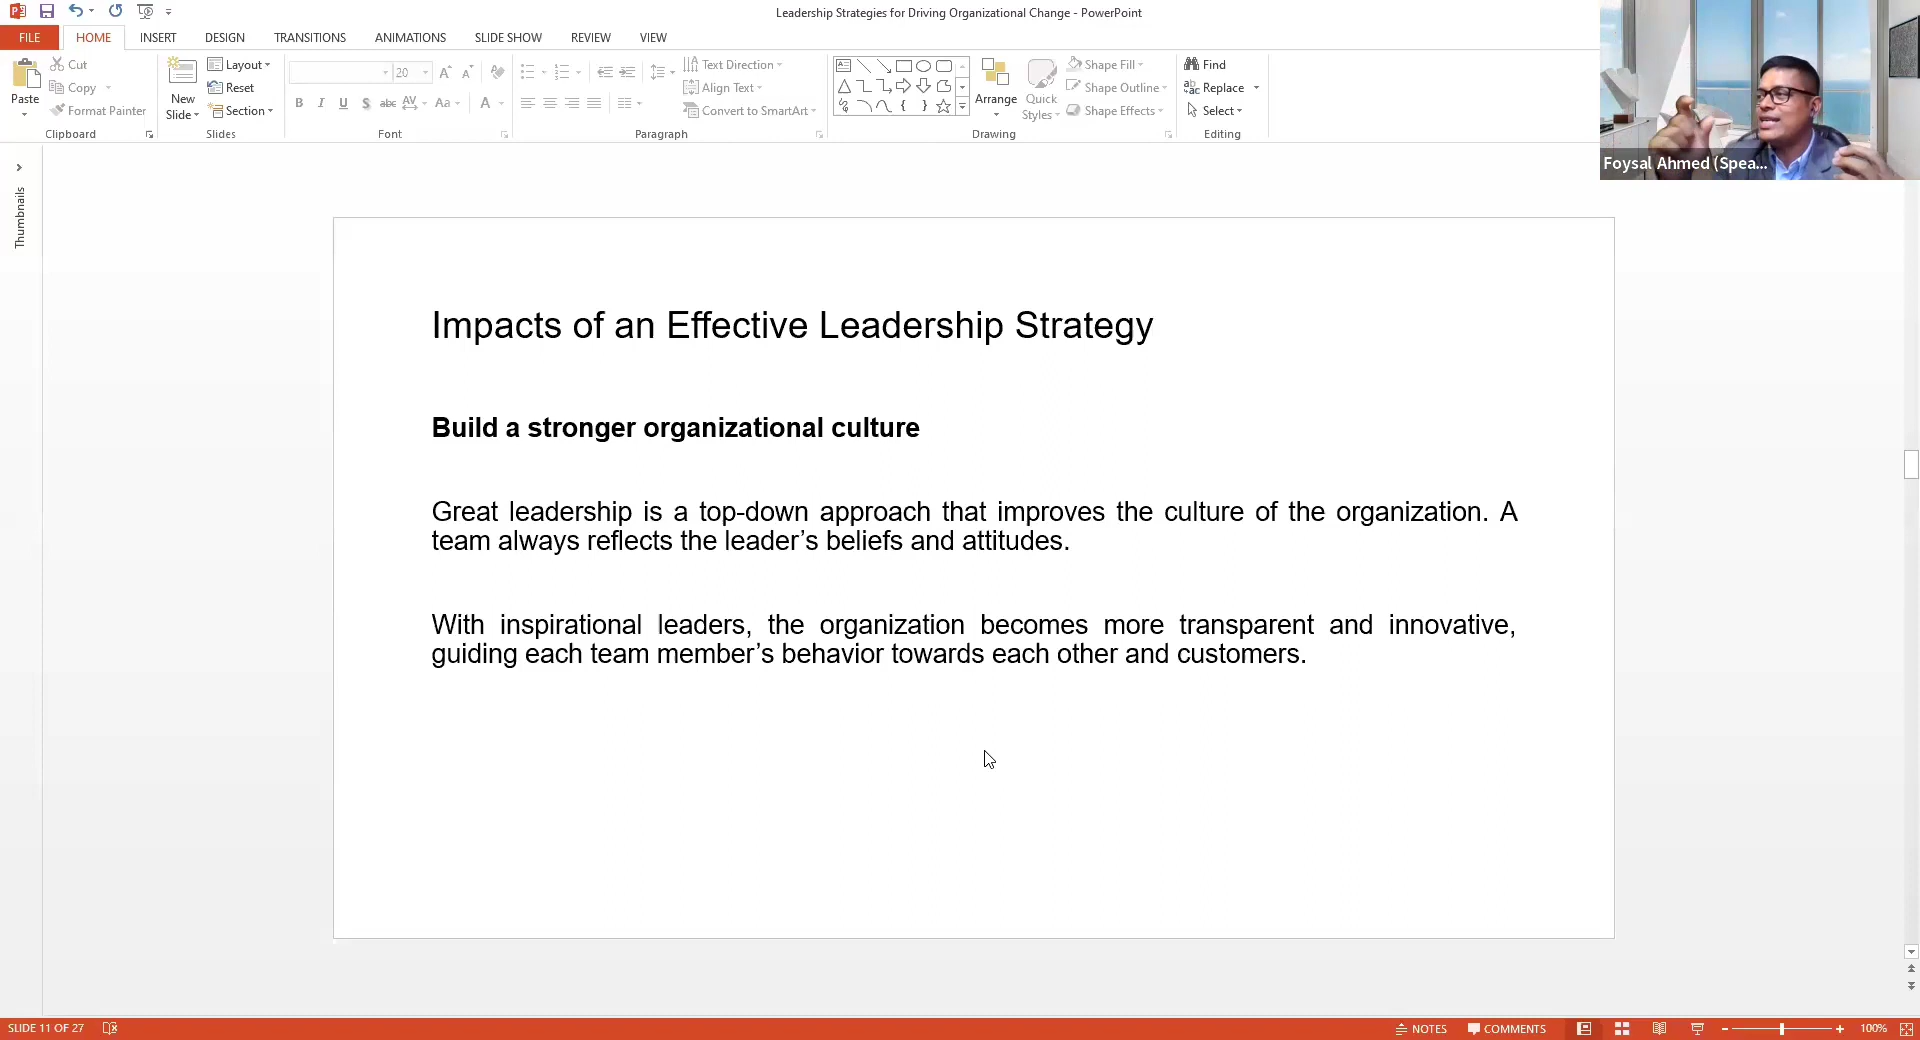 Leadership Strategies for Driving Organizational Change - PowerPoint
FILE
HOME
INSERT
DESIGN
TRANSITIONS
ANIMATIONS
SLIDE SHOW
REVIEW
VIEW
Paste
Cut
Copy
Format Painter
Clipboard
New Slide
Layout
Reset
Section
Slides
20
B I U S abc AV Aa A
Font
Text Direction
Align Text
Convert to SmartArt
Paragraph
Arrange
Quick Styles
Shape Fill
Shape Outline
Shape Effects
Drawing
Find
Replace
Select
Editing
Foysal Ahmed (Spea...
Thumbnails
Impacts of an Effective Leadership Strategy
Build a stronger organizational culture
Great leadership is a top-down approach that improves the culture of the organization. A
team always reflects the leader’s beliefs and attitudes.
With inspirational leaders, the organization becomes more transparent and innovative,
guiding each team member’s behavior towards each other and customers.
SLIDE 11 OF 27
NOTES
COMMENTS
100%